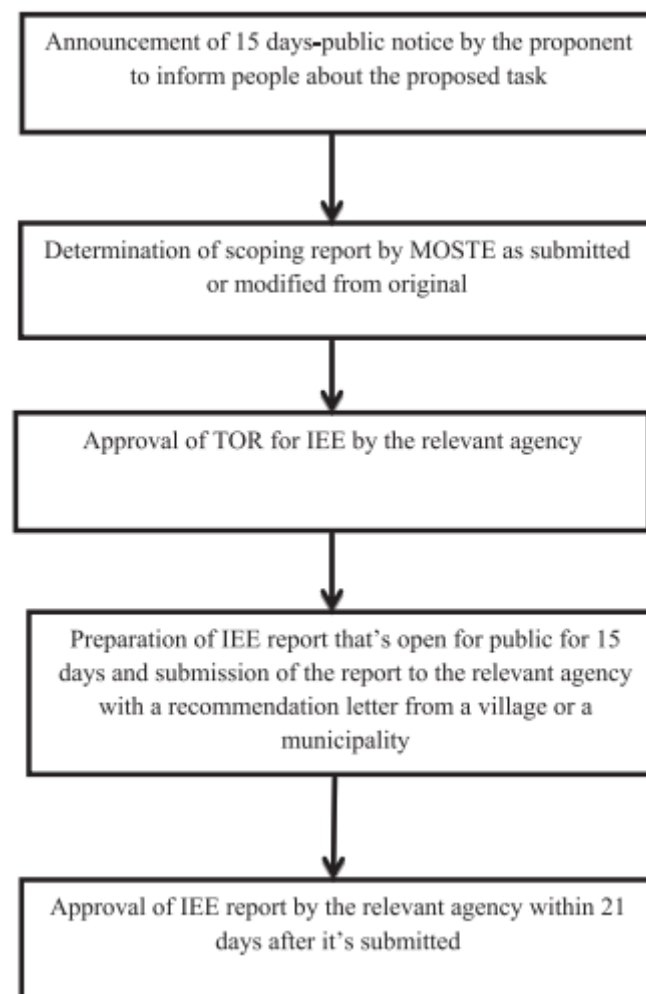 Announcement of 15 days-public notice by the proponent
to inform people about the proposed task
Determination of scoping report by MOSTE as submitted
or modified from original
Approval of TOR for IEE by the relevant agency
Preparation of IEE report that's open for public for 15
days and submission of the report to the relevant agency
with a recommendation letter from a village or a
municipality
Approval of IEE report by the relevant agency within 21
days after it's submitted